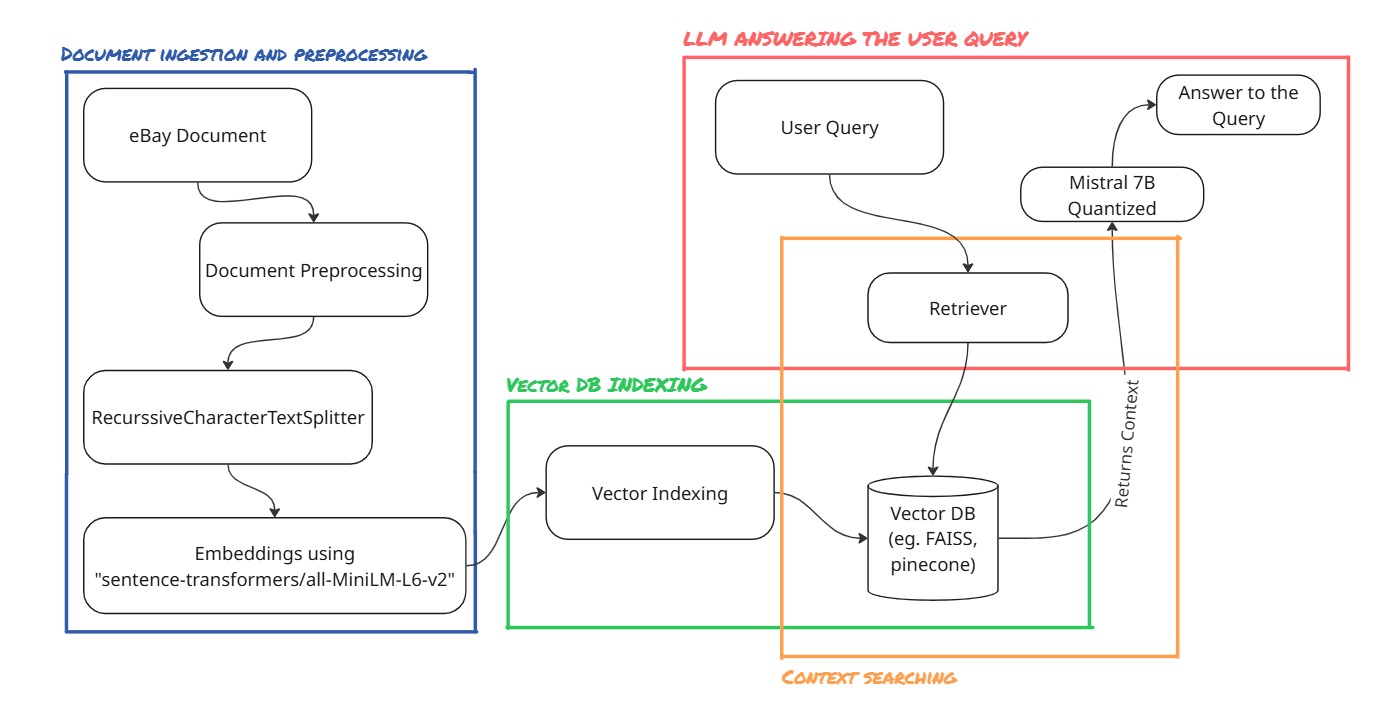 Document ingestion and preprocessing
eBay Document
Document Preprocessing
RecurssiveCharacterTextSplitter
Embeddings using
"sentence-transformers/all-MiniLM-L6-v2"
Vector DB INDEXING
Vector Indexing
Vector DB
(eg. FAISS,
pinecone)
LLM ANSWERING THE USER QUERY
User Query
Retriever
Returns Context
Mistral 7B
Quantized
Answer to the
Query
Context searching